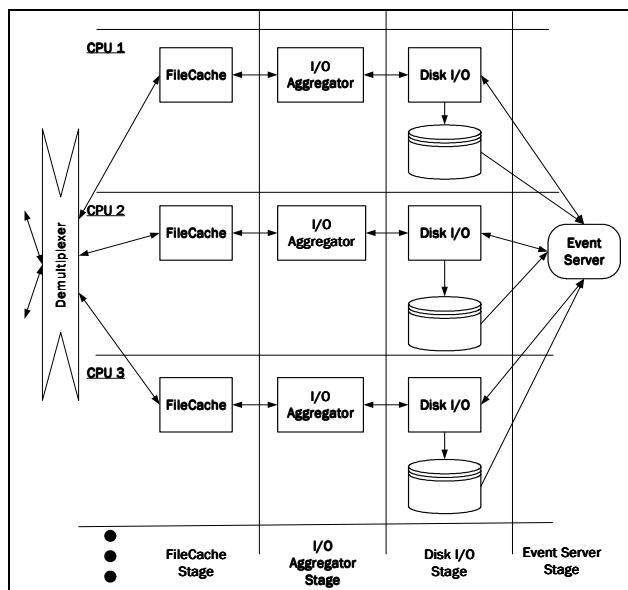 CPU 1
FileCache
I/O
Aggregator
Disk I/O
CPU 2
FileCache
I/O
Aggregator
Disk I/O
Event
Server
Demultiplexer
CPU 3
FileCache
I/O
Aggregator
Disk I/O
FileCache
Stage
I/O
Aggregator
Stage
Disk I/O
Stage
Event Server
Stage